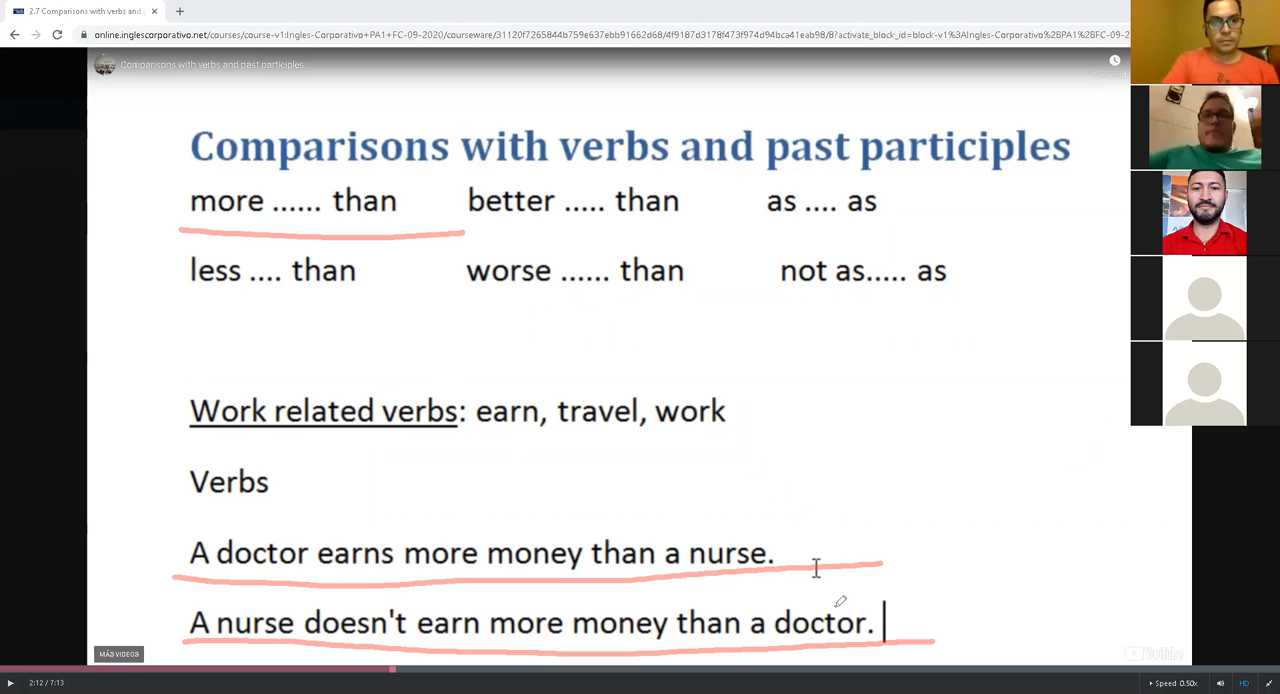 2.7 Comparisons with verbs and
online.inglescorporativo.net/courses/course-v1:Ingles-Corporativo+PA1+FC-09-2020/courseware/31120f7265844b759e637ebb91662d68/4f9187d3178f473f974d94bca41eab98/8?activate_block_id=block-v1%3AIngles-Corporativo%2BPA1%2BFC-09-2
Comparisons with verbs and past participles
Comparisons with verbs and past participles
more ...... than better ..... than as .... as
less .... than worse ...... than not as..... as
Work related verbs: earn, travel, work
Verbs
A doctor earns more money than a nurse.
A nurse doesn't earn more money than a doctor.
MÁS VIDEOS
YouTube
2:12 / 7:13
Speed 0.50x
HD